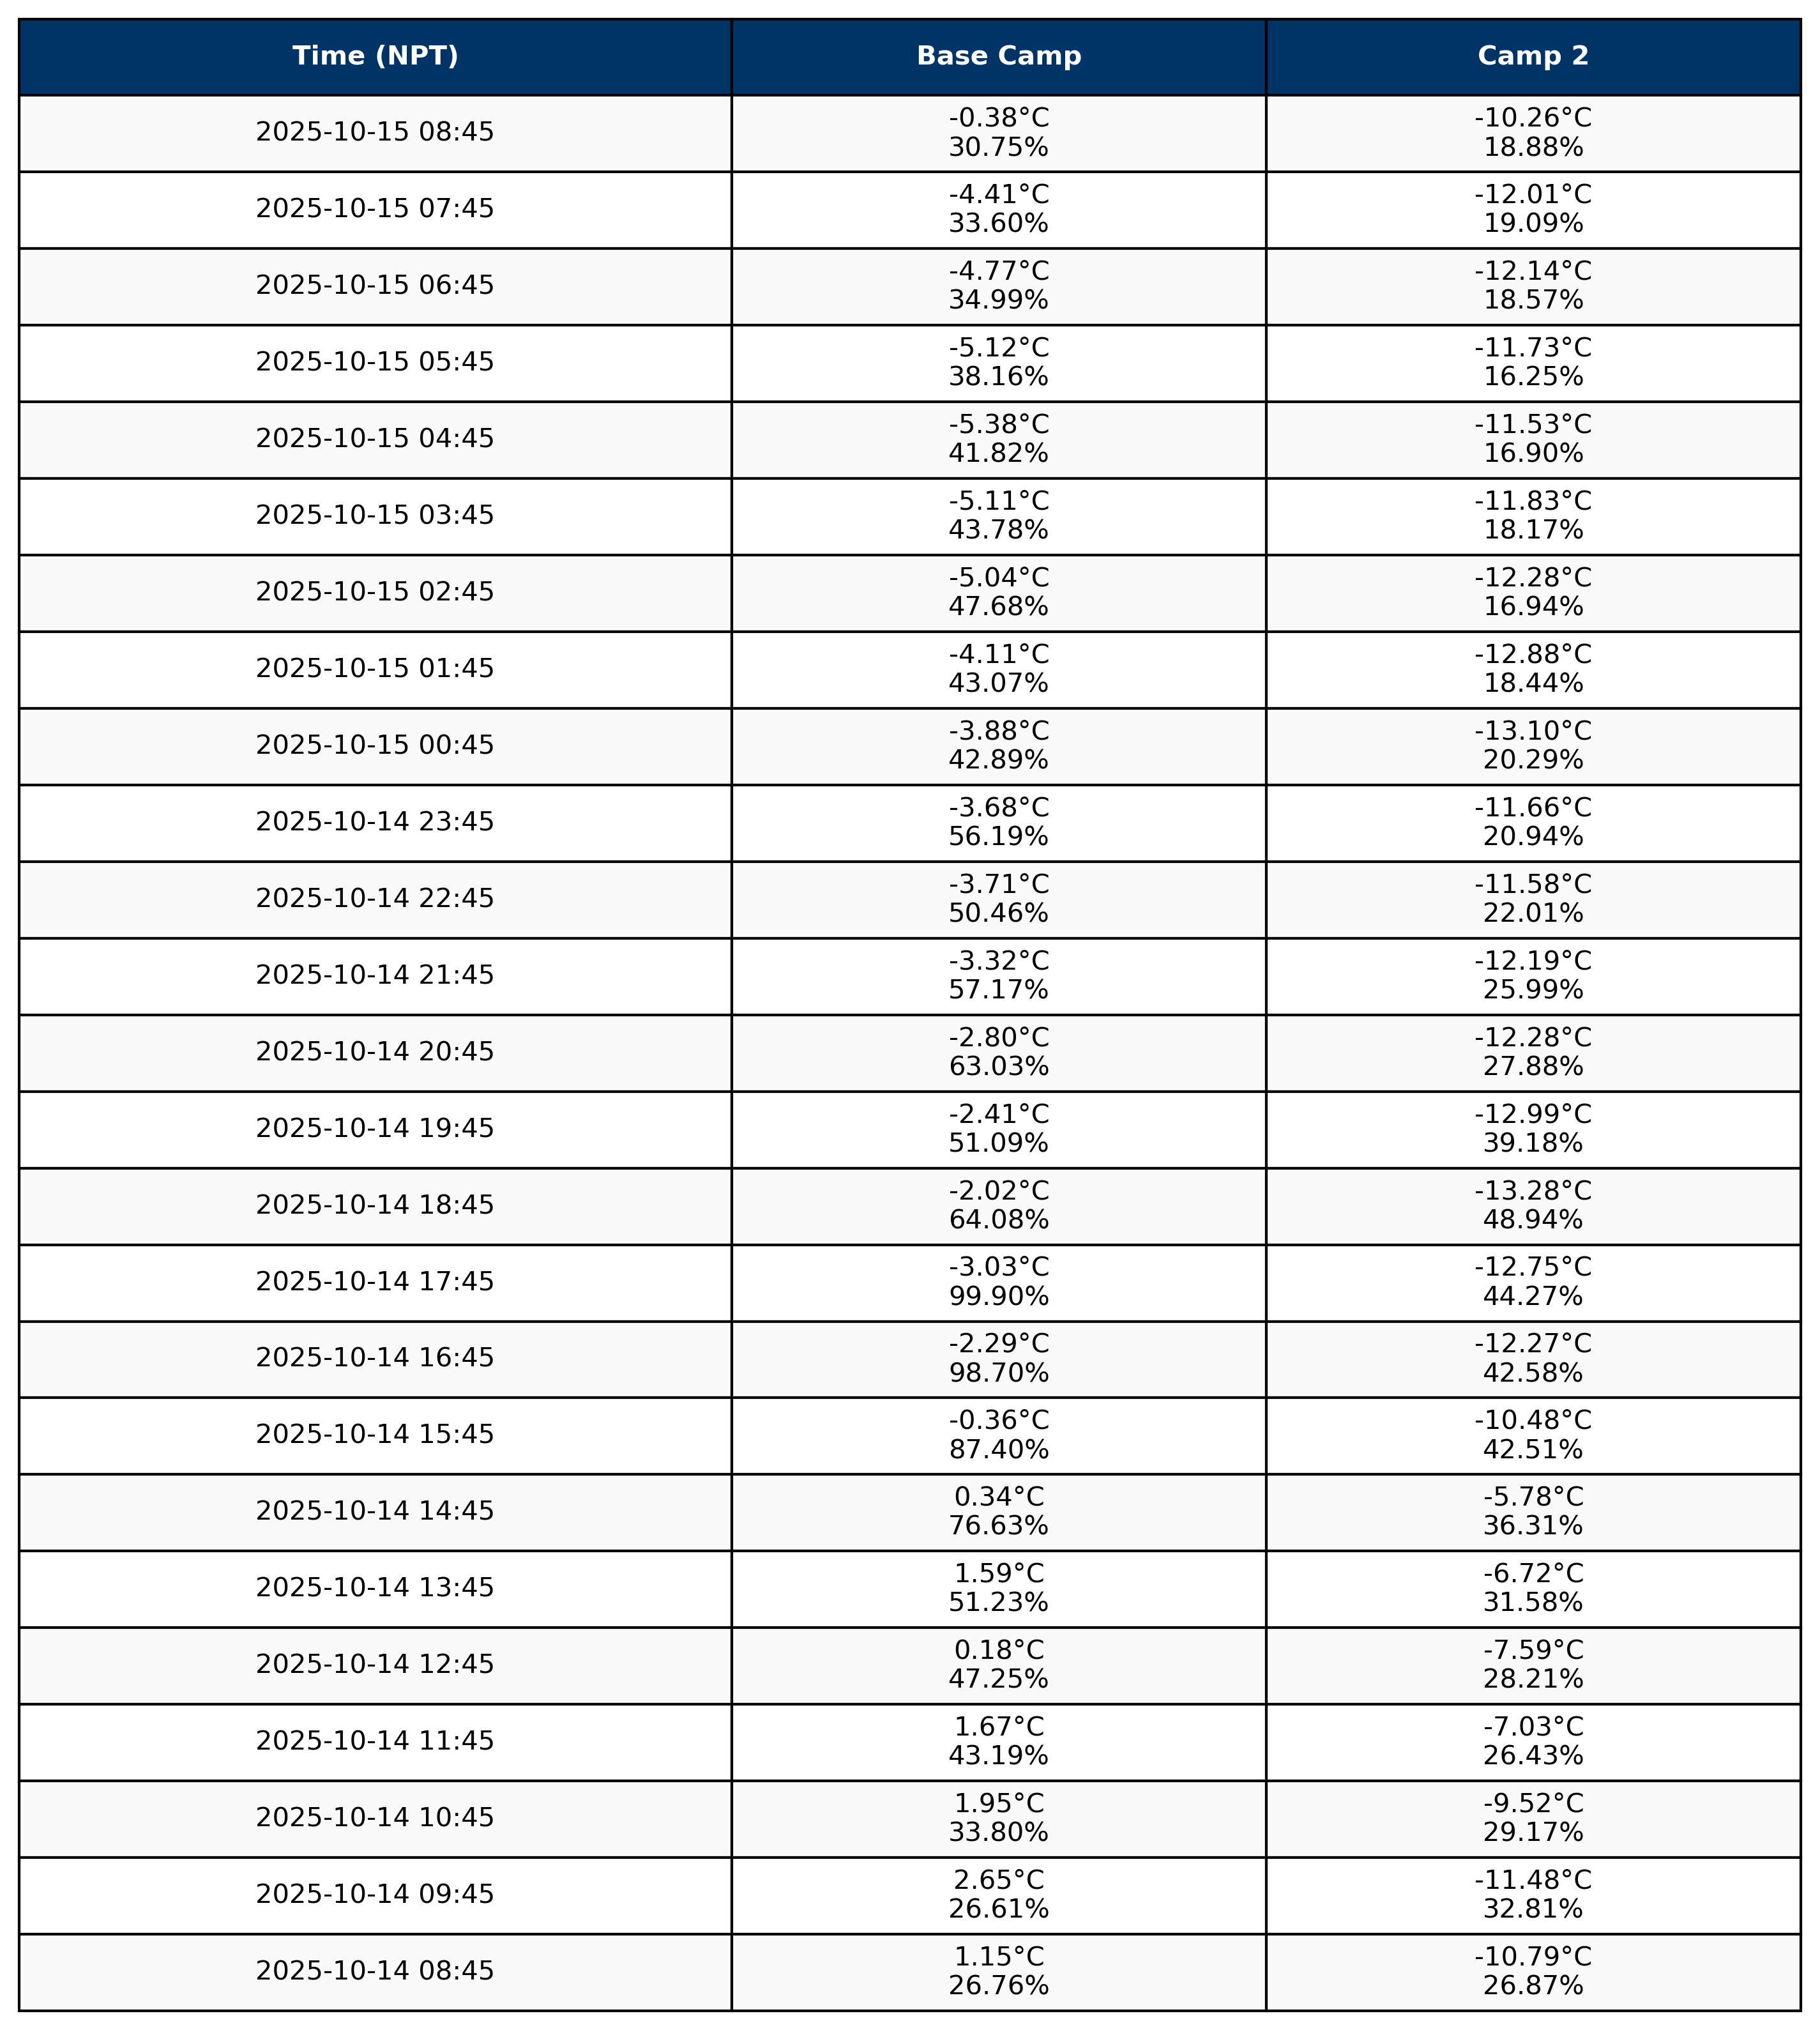 Time (NPT) Base Camp Camp 2
2025-10-15 08:45 -0.38°C -10.26°C
30.75% 18.88%
2025-10-15 07:45 -4.41°C -12.01°C
33.60% 19.09%
2025-10-15 06:45 -4.77°C -12.14°C
34.99% 18.57%
2025-10-15 05:45 -5.12°C -11.73°C
38.16% 16.25%
2025-10-15 04:45 -5.38°C -11.53°C
41.82% 16.90%
2025-10-15 03:45 -5.11°C -11.83°C
43.78% 18.17%
2025-10-15 02:45 -5.04°C -12.28°C
47.68% 16.94%
2025-10-15 01:45 -4.11°C -12.88°C
43.07% 18.44%
2025-10-15 00:45 -3.88°C -13.10°C
42.89% 20.29%
2025-10-14 23:45 -3.68°C -11.66°C
56.19% 20.94%
2025-10-14 22:45 -3.71°C -11.58°C
50.46% 22.01%
2025-10-14 21:45 -3.32°C -12.19°C
57.17% 25.99%
2025-10-14 20:45 -2.80°C -12.28°C
63.03% 27.88%
2025-10-14 19:45 -2.41°C -12.99°C
51.09% 39.18%
2025-10-14 18:45 -2.02°C -13.28°C
64.08% 48.94%
2025-10-14 17:45 -3.03°C -12.75°C
99.90% 44.27%
2025-10-14 16:45 -2.29°C -12.27°C
98.70% 42.58%
2025-10-14 15:45 -0.36°C -10.48°C
87.40% 42.51%
2025-10-14 14:45 0.34°C -5.78°C
76.63% 36.31%
2025-10-14 13:45 1.59°C -6.72°C
51.23% 31.58%
2025-10-14 12:45 0.18°C -7.59°C
47.25% 28.21%
2025-10-14 11:45 1.67°C -7.03°C
43.19% 26.43%
2025-10-14 10:45 1.95°C -9.52°C
33.80% 29.17%
2025-10-14 09:45 2.65°C -11.48°C
26.61% 32.81%
2025-10-14 08:45 1.15°C -10.79°C
26.76% 26.87%